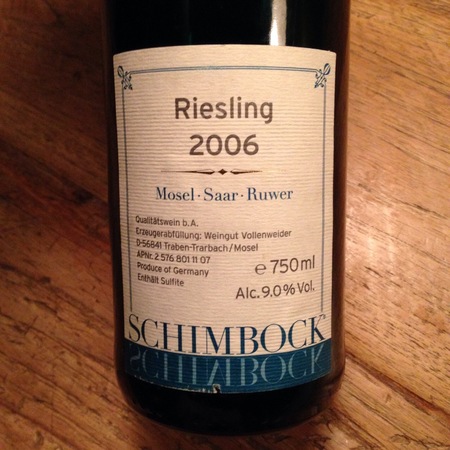 Riesling
2006
Mosel · Saar · Ruwer
Qualitätswein b. A.
Erzeugerabfüllung: Weingut Vollenweider
D-56841 Traben-Trarbach/Mosel
APNr. 2 576 801 11 07
Produce of Germany
Enthält Sulfite
e 750 ml
Alc. 9.0% Vol.
SCHIMBOCK
SCHIMBOCK